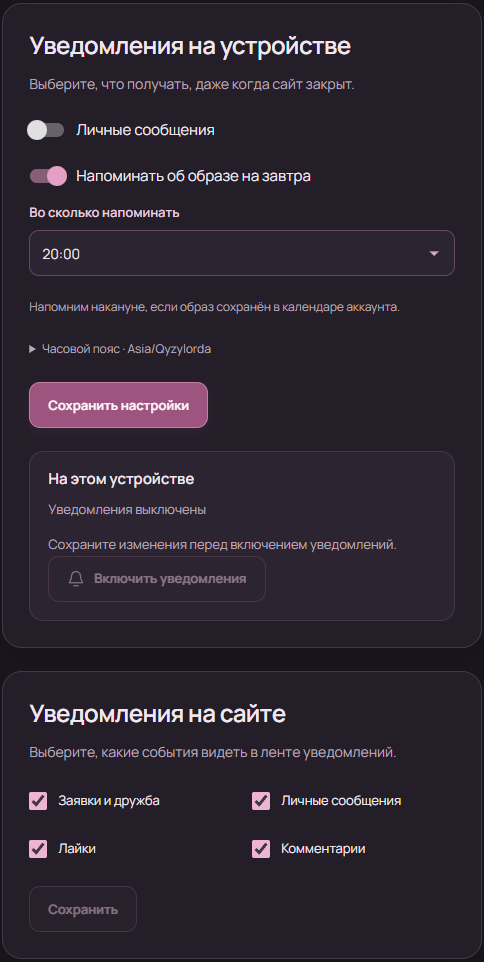 Уведомления на устройстве
Выберите, что получать, даже когда сайт закрыт.
Личные сообщения
Напоминать об образе на завтра
Во сколько напоминать
20:00
Напомним накануне, если образ сохранён в календаре аккаунта.
Часовой пояс · Asia/Qyzylorda
Сохранить настройки
На этом устройстве
Уведомления выключены
Сохраните изменения перед включением уведомлений.
Включить уведомления
Уведомления на сайте
Выберите, какие события видеть в ленте уведомлений.
Заявки и дружба
Личные сообщения
Лайки
Комментарии
Сохранить